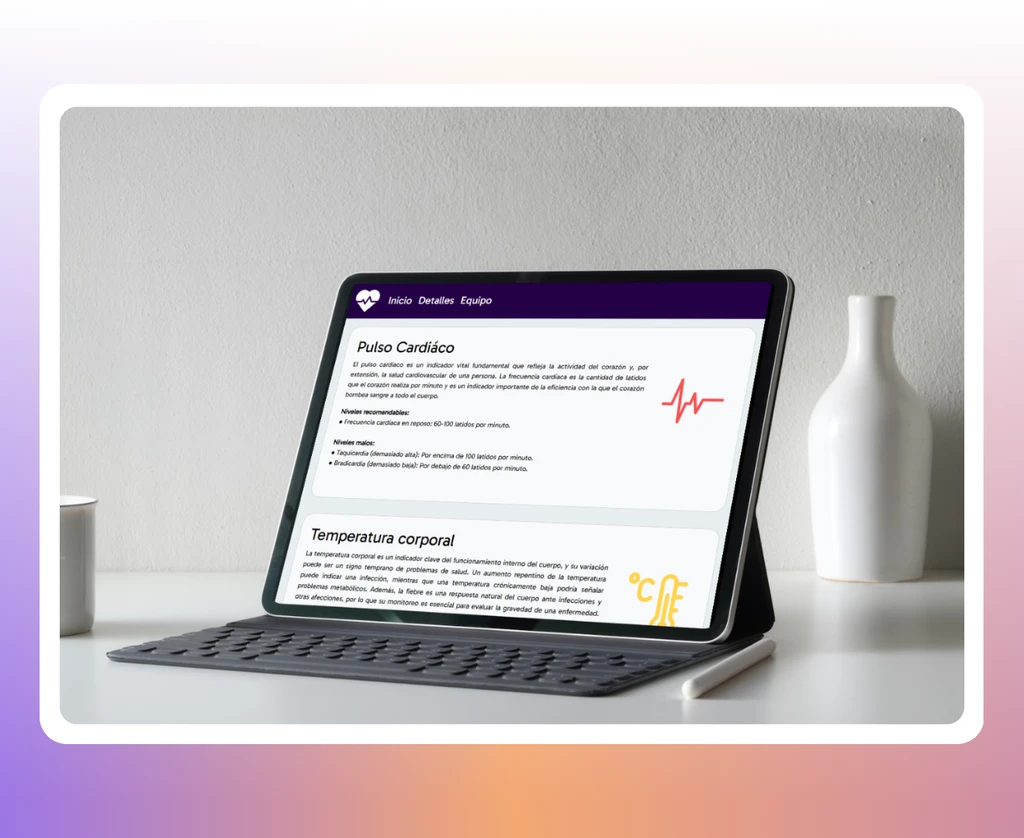 Inicio Detalles Equipo
Pulso Cardiáco
El pulso cardíaco es un indicador vital fundamental que refleja la actividad del corazón y, por
extensión, la salud cardiovascular de una persona. La frecuencia cardíaca es la cantidad de latidos
que el corazón realiza por minuto y es un indicador importante de la eficiencia con la que el corazón
bombea sangre a todo el cuerpo.
Niveles recomendables:
• Frecuencia cardíaca en reposo: 60-100 latidos por minuto.
Niveles malos:
• Taquicardia (demasiado alta): Por encima de 100 latidos por minuto.
• Bradicardia (demasiado baja): Por debajo de 60 latidos por minuto.
Temperatura corporal
La temperatura corporal es un indicador clave del funcionamiento interno del cuerpo, y su variación
puede ser un signo temprano de problemas de salud. Un aumento repentino de la temperatura
puede indicar una infección, mientras que una temperatura crónicamente baja podría señalar
problemas metabólicos. Además, la fiebre es una respuesta natural del cuerpo ante infecciones y
otras afecciones, por lo que su monitoreo es esencial para evaluar la gravedad de una enfermedad.
°C